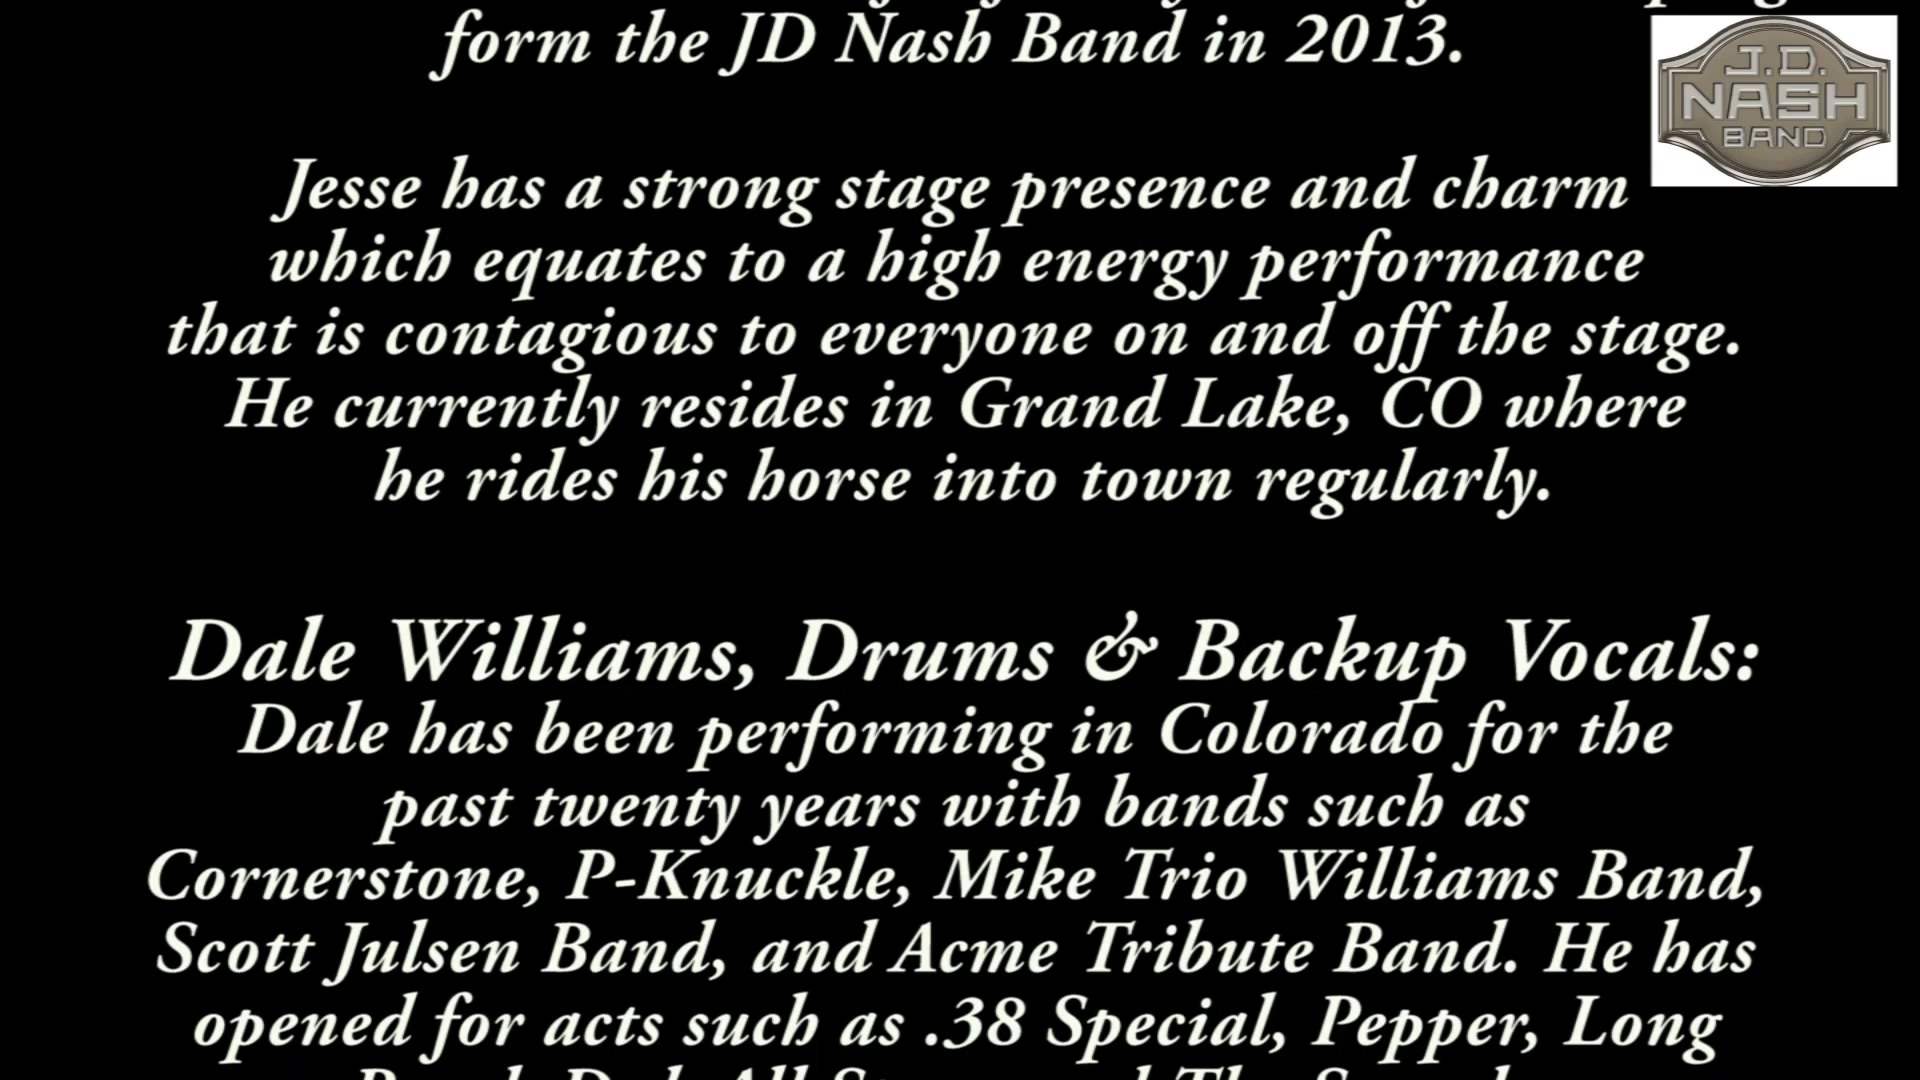 form the JD Nash Band in 2013.
J.D.
NASH
BAND
Jesse has a strong stage presence and charm
which equates to a high energy performance
that is contagious to everyone on and off the stage.
He currently resides in Grand Lake, CO where
he rides his horse into town regularly.
Dale Williams, Drums & Backup Vocals:
Dale has been performing in Colorado for the
past twenty years with bands such as
Cornerstone, P-Knuckle, Mike Trio Williams Band,
Scott Julsen Band, and Acme Tribute Band. He has
opened for acts such as .38 Special, Pepper, Long